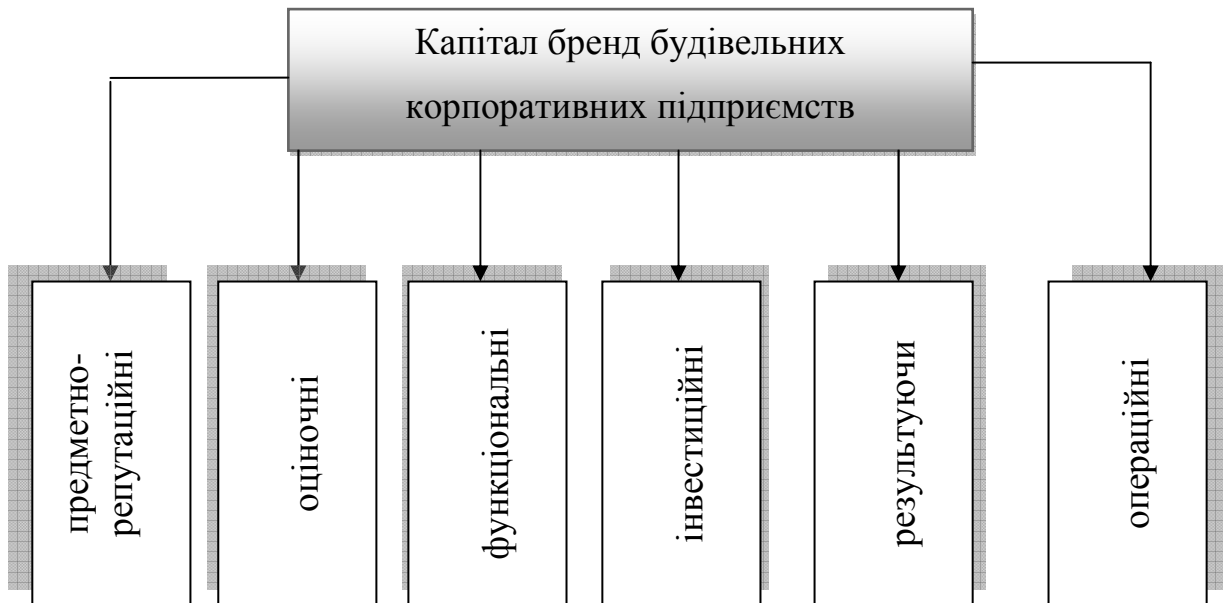 Капітал бренд будівельних
корпоративних підприємств
предметно-
репутаційні
оціночні
функціональні
інвестиційні
результуючи
операційні